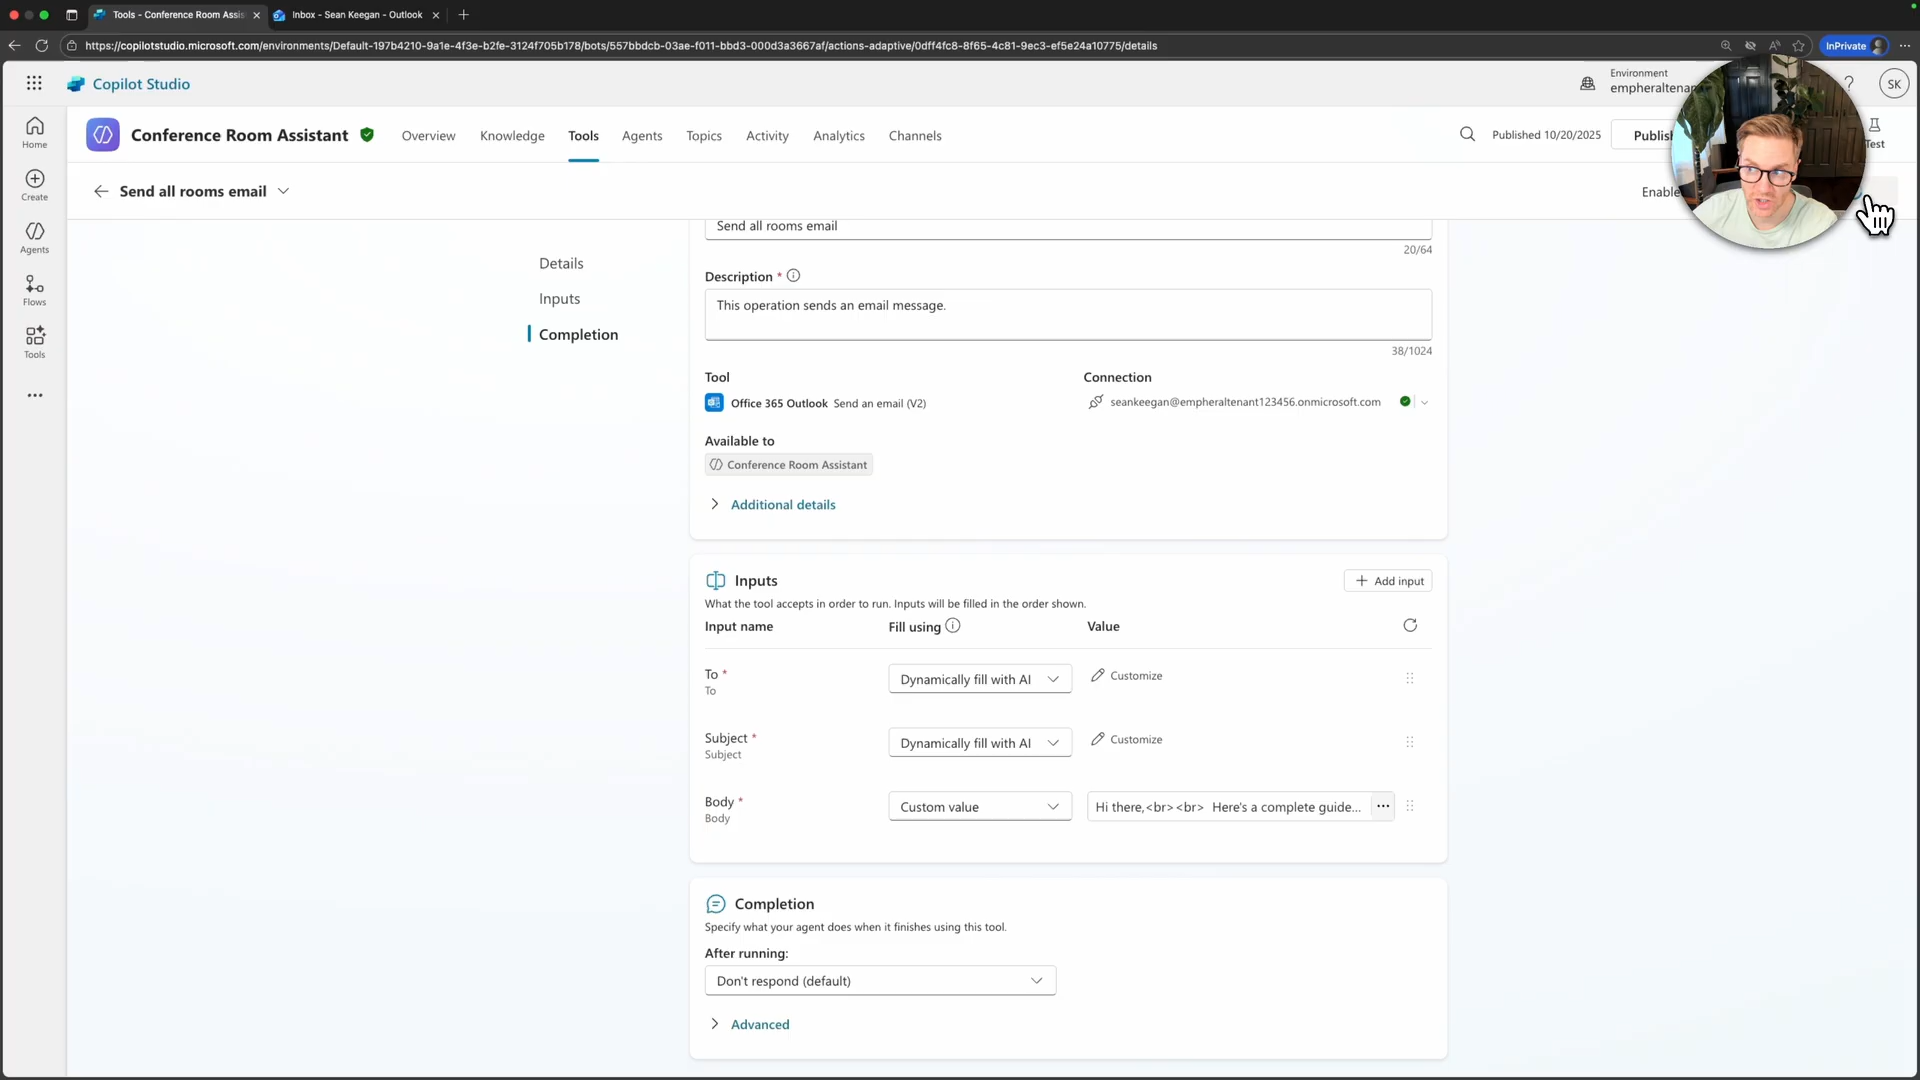 Tools - Conference Room Assis
Inbox - Sean Keegan - Outlook
https://copilotstudio.microsoft.com/environments/Default-197b4210-9a1e-4f3e-b2fe-3124f705b178/bots/557bbdcb-03ae-f011-bbd3-000d3a3667af/actions-adaptive/0dff4fc8-8f65-4c81-9ec3-ef5e24a10775/details
InPrivate
Copilot Studio
Environment
empheraltenan
SK
Conference Room Assistant
Overview
Knowledge
Tools
Agents
Topics
Activity
Analytics
Channels
Published 10/20/2025
Publish
Test
Send all rooms email
Enable
Home
Create
Agents
Flows
Tools
Details
Inputs
Completion
Send all rooms email
20/64
Description *
This operation sends an email message.
38/1024
Tool
Connection
Office 365 Outlook Send an email (V2)
seankeegan@empheraltenant123456.onmicrosoft.com
Available to
Conference Room Assistant
Additional details
Inputs
+ Add input
What the tool accepts in order to run. Inputs will be filled in the order shown.
Input name
Fill using
Value
To *
To
Dynamically fill with AI
Customize
Subject *
Subject
Dynamically fill with AI
Customize
Body *
Body
Custom value
Hi there,<br><br> Here's a complete guide...
Completion
Specify what your agent does when it finishes using this tool.
After running:
Don't respond (default)
Advanced